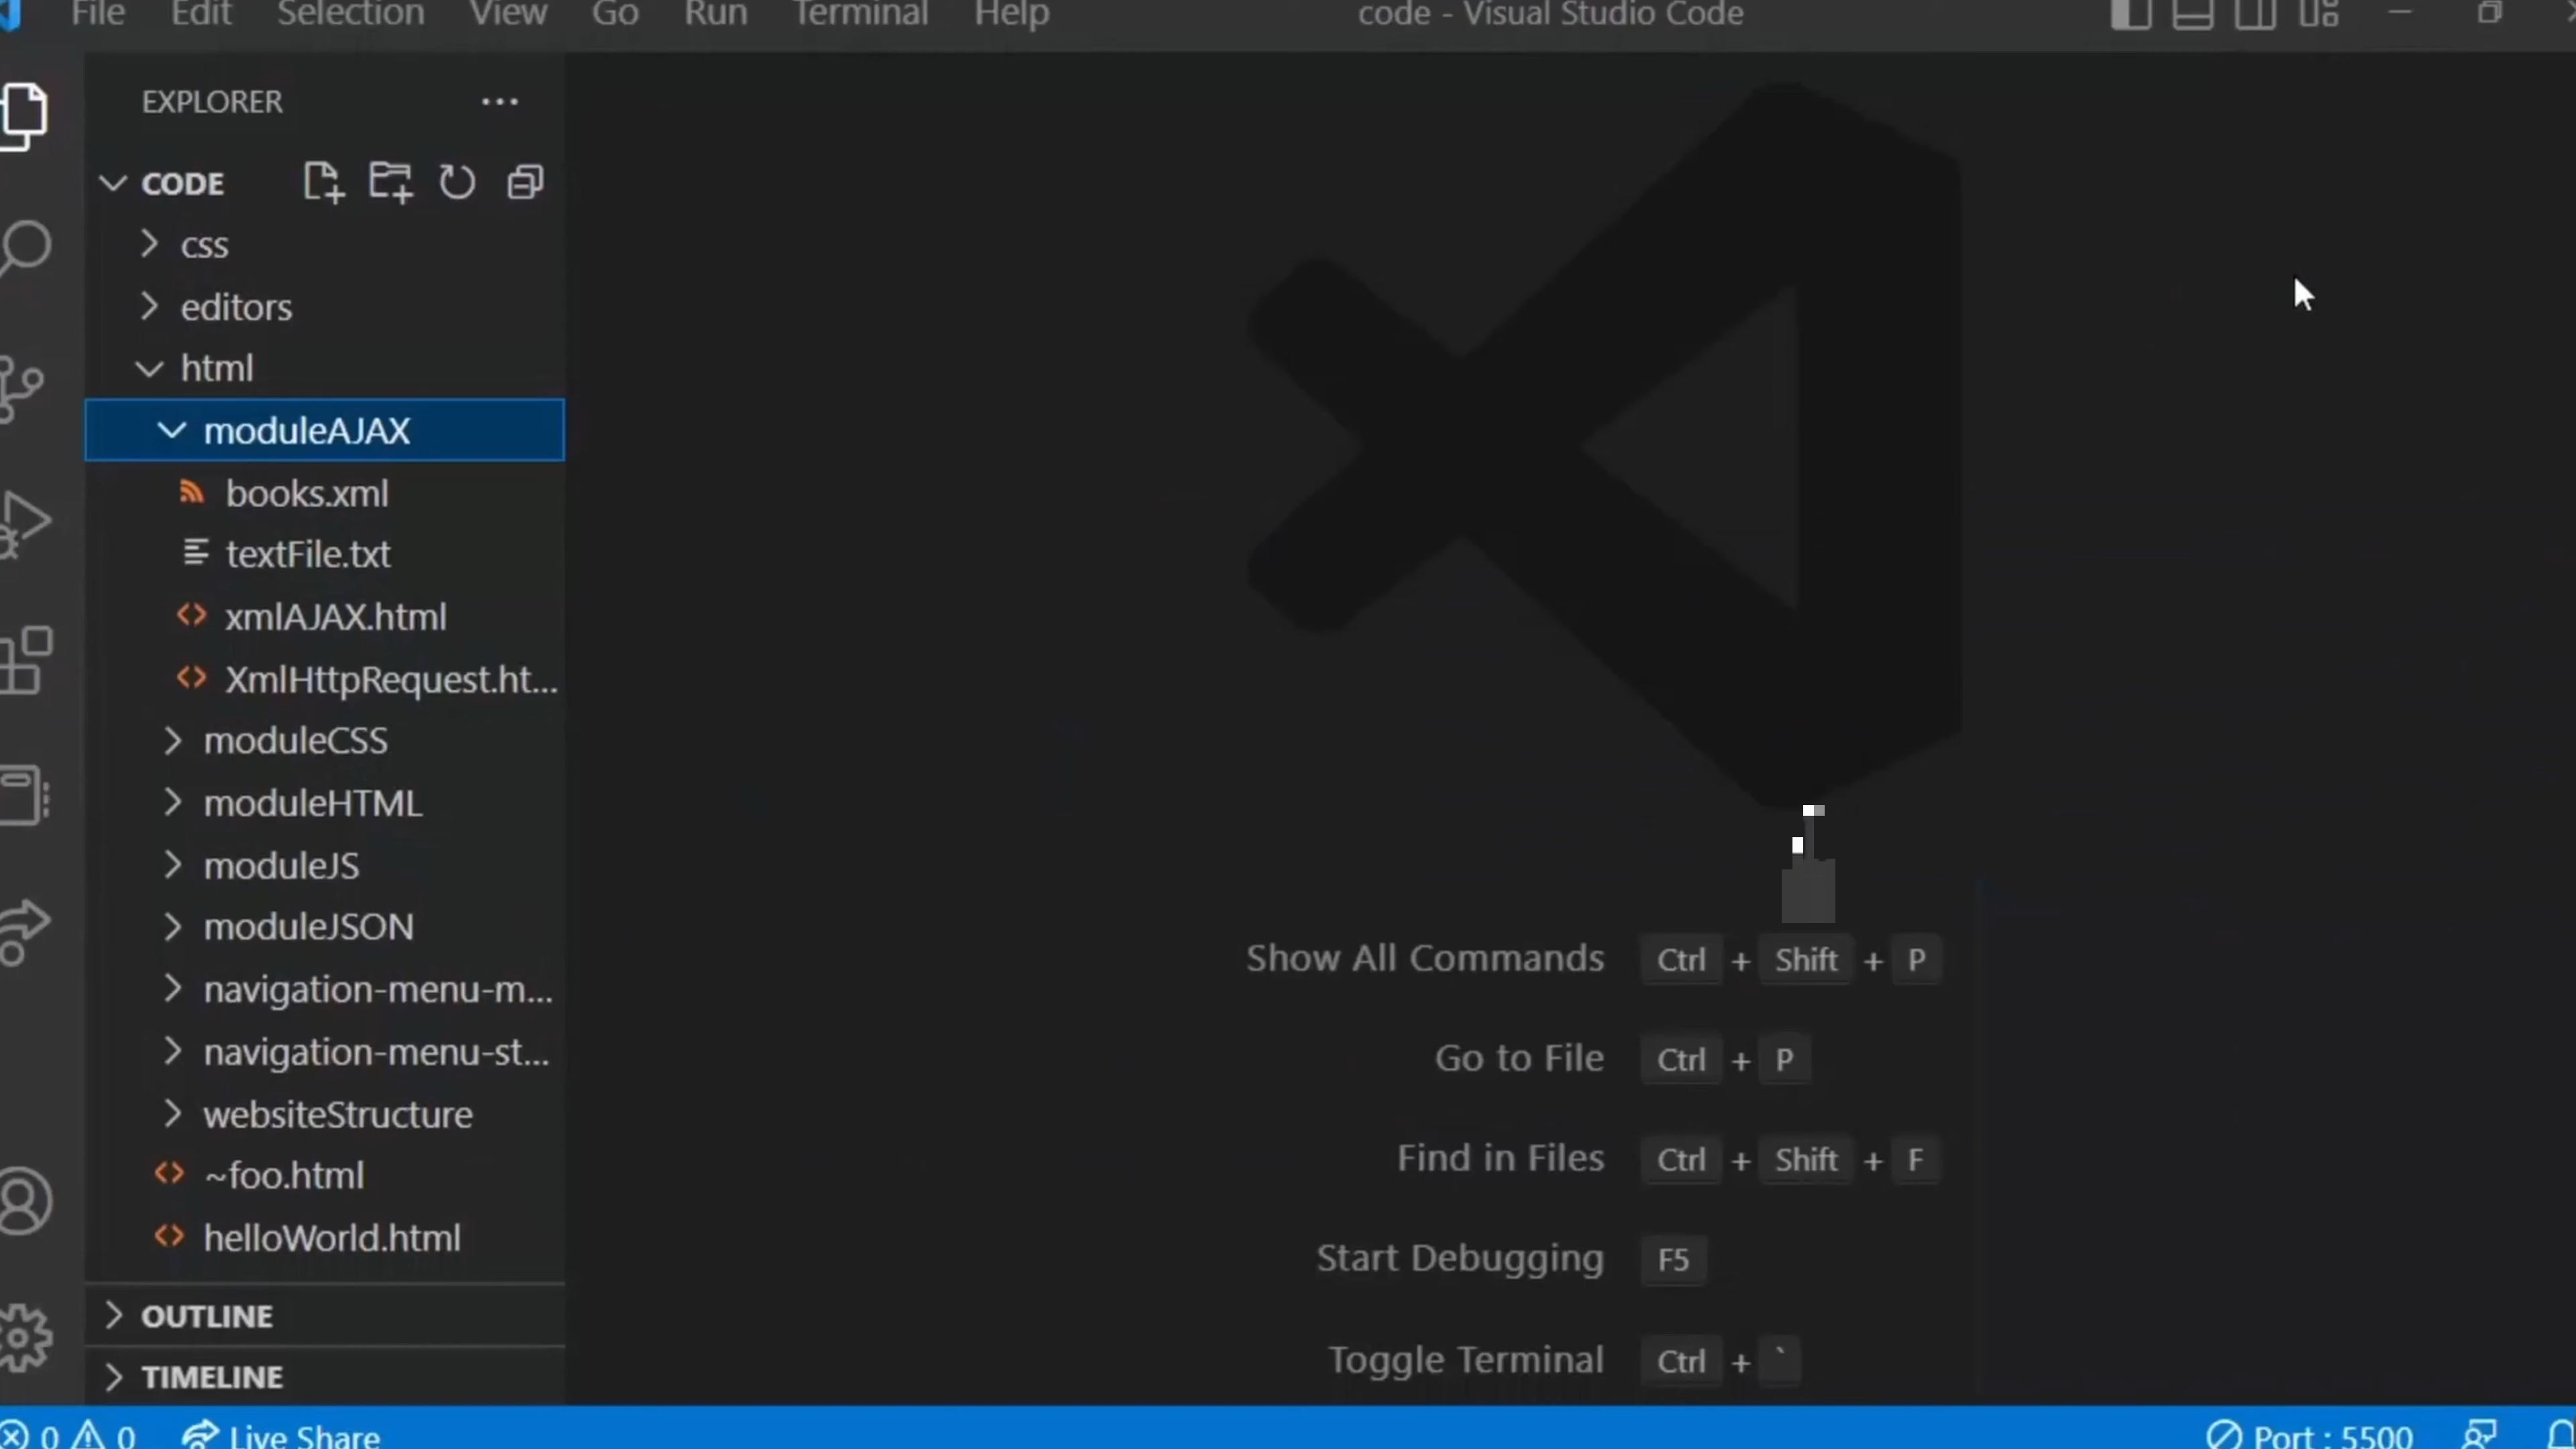 File Edit Selection View Go Run Terminal Help code - Visual Studio Code
EXPLORER ...
CODE
css
editors
html
moduleAJAX
books.xml
textFile.txt
xmlAJAX.html
XmlHttpRequest.ht...
moduleCSS
moduleHTML
moduleJS
moduleJSON
navigation-menu-m...
navigation-menu-st...
websiteStructure
~foo.html
helloWorld.html
OUTLINE
TIMELINE
Show All Commands Ctrl + Shift + P
Go to File Ctrl + P
Find in Files Ctrl + Shift + F
Start Debugging F5
Toggle Terminal Ctrl + `
0 0 Live Share Port : 5500